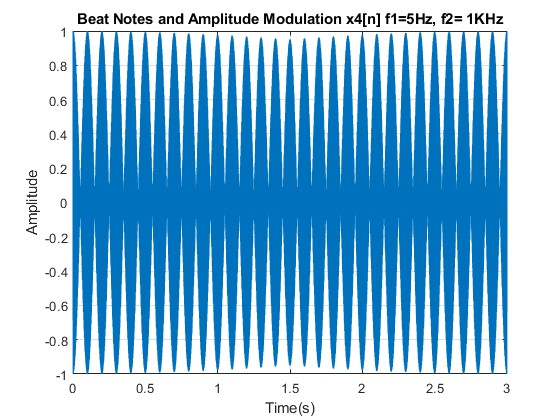 Beat Notes and Amplitude Modulation x4[n] f1=5Hz, f2= 1KHz
1
0.8
0.6
0.4
0.2
0
-0.2
-0.4
-0.6
-0.8
-1
Amplitude
0 0.5 1 1.5 2 2.5 3
Time(s)